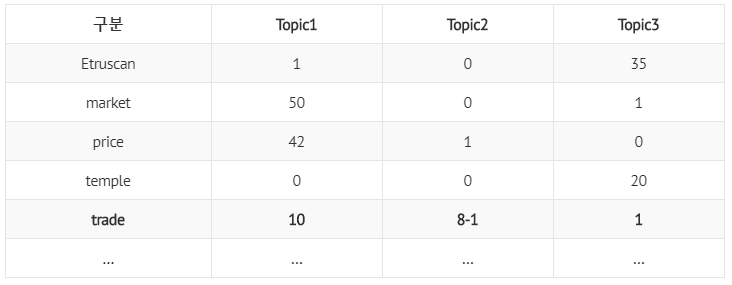 구분 Topic1 Topic2 Topic3
Etruscan 1 0 35
market 50 0 1
price 42 1 0
temple 0 0 20
trade 10 8-1 1
... ... ... ...